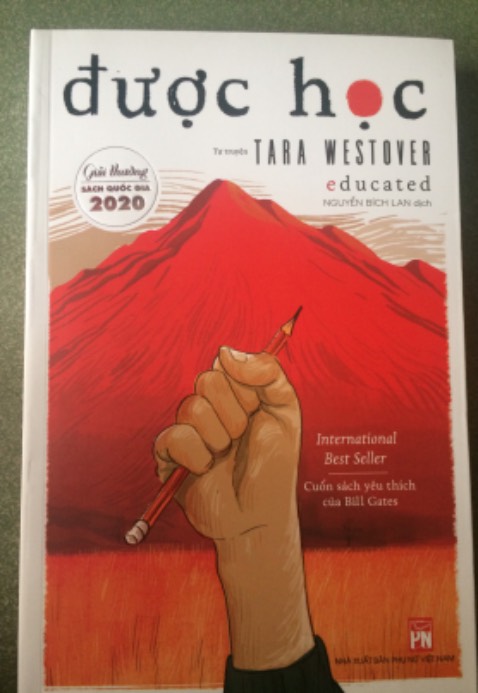 được học
Tự truyện TARA WESTOVER
educated
NGUYỄN BÍCH LAN dịch
Giải thưởng
SÁCH QUỐC GIA
2020
International
Best Seller
Cuốn sách yêu thích
của Bill Gates
PN
NHÀ XUẤT BẢN PHỤ NỮ VIỆT NAM